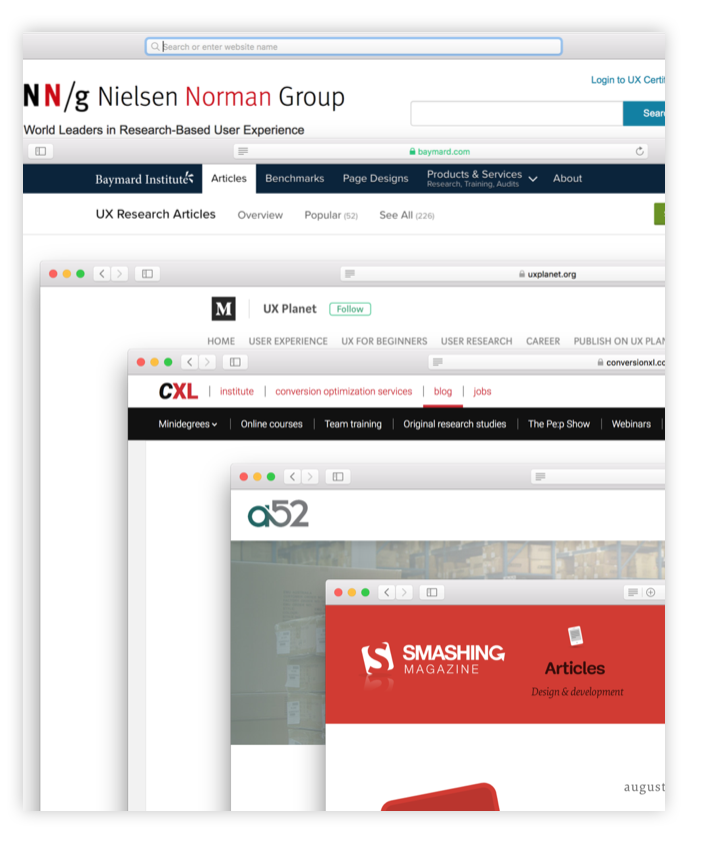 Search or enter website name
Login to UX Certi
NN/g Nielsen Norman Group
Sear
World Leaders in Research-Based User Experience
baymard.com
Baymard Institute Articles Benchmarks Page Designs Products & Services About
Research, Training, Audits
UX Research Articles Overview Popular (52) See All (226)
uxplanet.org
M UX Planet Follow
HOME USER EXPERIENCE UX FOR BEGINNERS USER RESEARCH CAREER PUBLISH ON UX PLAN
conversionxl.co
CXL institute conversion optimization services blog jobs
Minidegrees Online courses Team training Original research studies The Pe:p Show Webinars
a52
SMASHING
MAGAZINE
Articles
Design & development
august